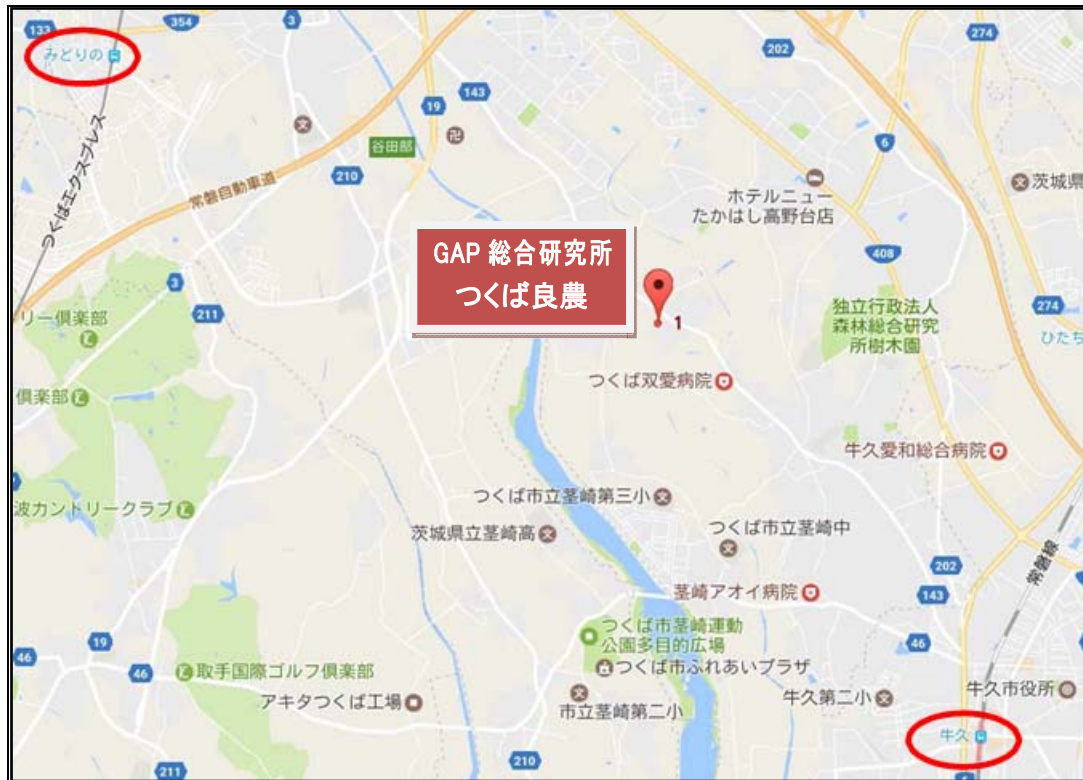 133
354
3
みどりの
202
274
19
143
274
6
谷田部
210
つくばエクスプレス
常磐自動車道
茨城県
ホテルニュー
たかはし高野台店
408
GAP 総合研究所
つくば良農
3
1
独立行政法人
森林総合研究
所樹木園
274
ひたち
リー倶楽部
211
つくば双愛病院
倶楽部
牛久愛和総合病院
つくば市立茎崎第三小
波カントリークラブ
茨城県立茎崎高
つくば市立茎崎中
常磐線
202
143
茎崎アオイ病院
つくば市茎崎運動
公園多目的広場
46
19
46
46
取手国際ゴルフ倶楽部
つくば市ふれあいプラザ
アキタつくば工場
市立茎崎第二小
牛久第二小
牛久市役所
牛久
210
211
6